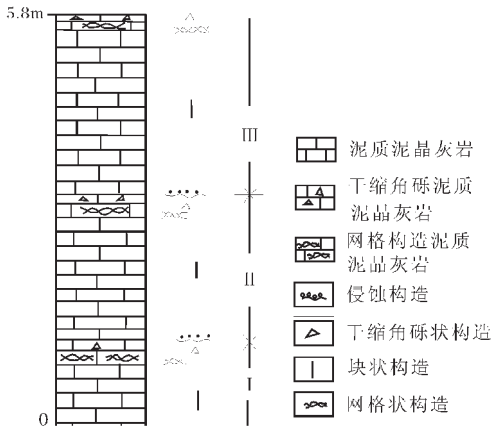 5.8m
III
II
I
0
泥质泥晶灰岩
干缩角砾泥质
泥晶灰岩
网格构造泥质
泥晶灰岩
侵蚀构造
干缩角砾状构造
块状构造
网格状构造